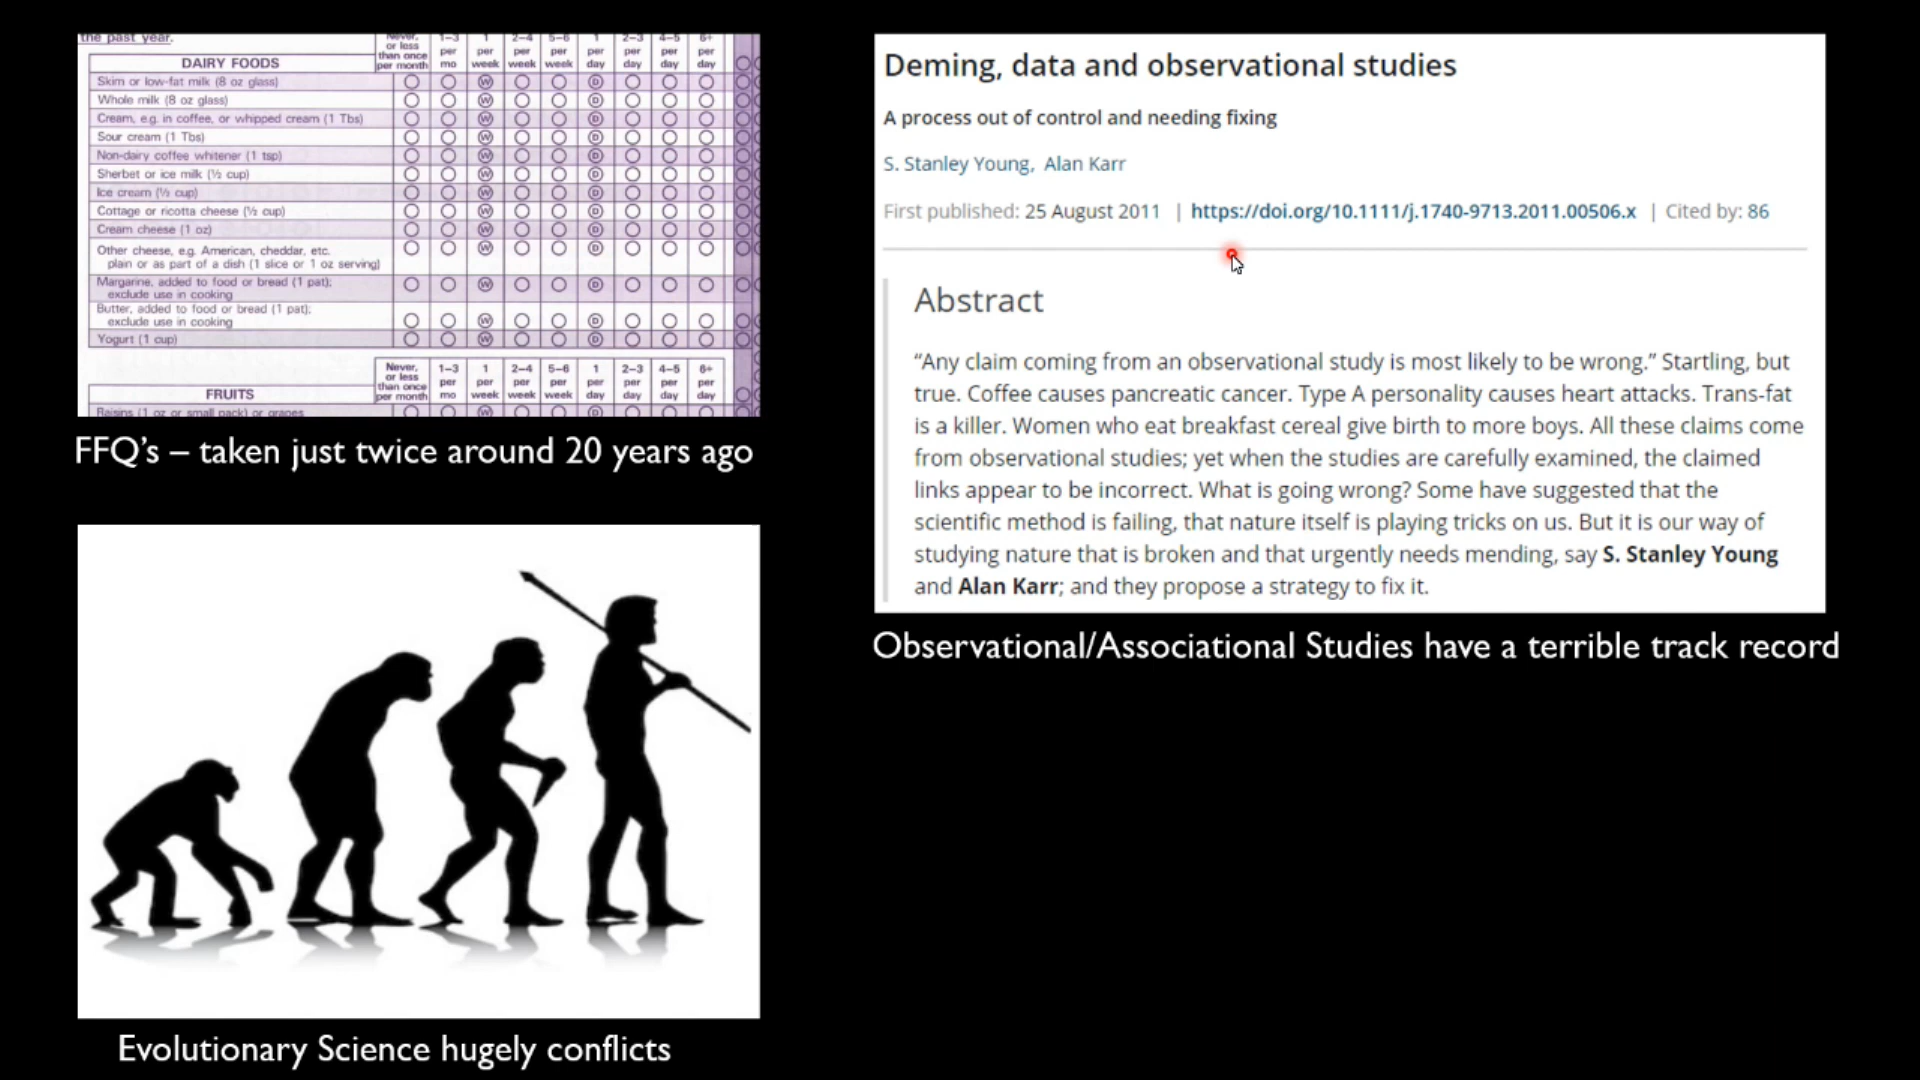 the past year.
DAIRY FOODS
Never,
or less
than once
per month
1–3
per
mo
1
per
week
2–4
per
week
5–6
per
week
1
per
day
2–3
per
day
4–5
per
day
6+
per
day
Skim or low-fat milk (8 oz glass)
W
D
Whole milk (8 oz glass)
W
D
Cream, e.g. in coffee, or whipped cream (1 Tbs)
W
D
Sour cream (1 Tbs)
W
D
Non-dairy coffee whitener (1 tsp)
W
D
Sherbet or ice milk (½ cup)
W
D
Ice cream (½ cup)
W
D
Cottage or ricotta cheese (½ cup)
W
D
Cream cheese (1 oz)
W
D
Other cheese, e.g. American, cheddar, etc.
plain or as part of a dish (1 slice or 1 oz serving)
W
D
Margarine, added to food or bread (1 pat);
exclude use in cooking
W
D
Butter, added to food or bread (1 pat);
exclude use in cooking
W
D
Yogurt (1 cup)
W
D
FRUITS
Never,
or less
than once
per month
1–3
per
mo
1
per
week
2–4
per
week
5–6
per
week
1
per
day
2–3
per
day
4–5
per
day
6+
per
day
Raisins (1 oz or small pack) or grapes
W
D
FFQ's – taken just twice around 20 years ago
Evolutionary Science hugely conflicts
Deming, data and observational studies
A process out of control and needing fixing
S. Stanley Young, Alan Karr
First published: 25 August 2011 | https://doi.org/10.1111/j.1740-9713.2011.00506.x | Cited by: 86
Abstract
“Any claim coming from an observational study is most likely to be wrong.” Startling, but
true. Coffee causes pancreatic cancer. Type A personality causes heart attacks. Trans-fat
is a killer. Women who eat breakfast cereal give birth to more boys. All these claims come
from observational studies; yet when the studies are carefully examined, the claimed
links appear to be incorrect. What is going wrong? Some have suggested that the
scientific method is failing, that nature itself is playing tricks on us. But it is our way of
studying nature that is broken and that urgently needs mending, say S. Stanley Young
and Alan Karr; and they propose a strategy to fix it.
Observational/Associational Studies have a terrible track record